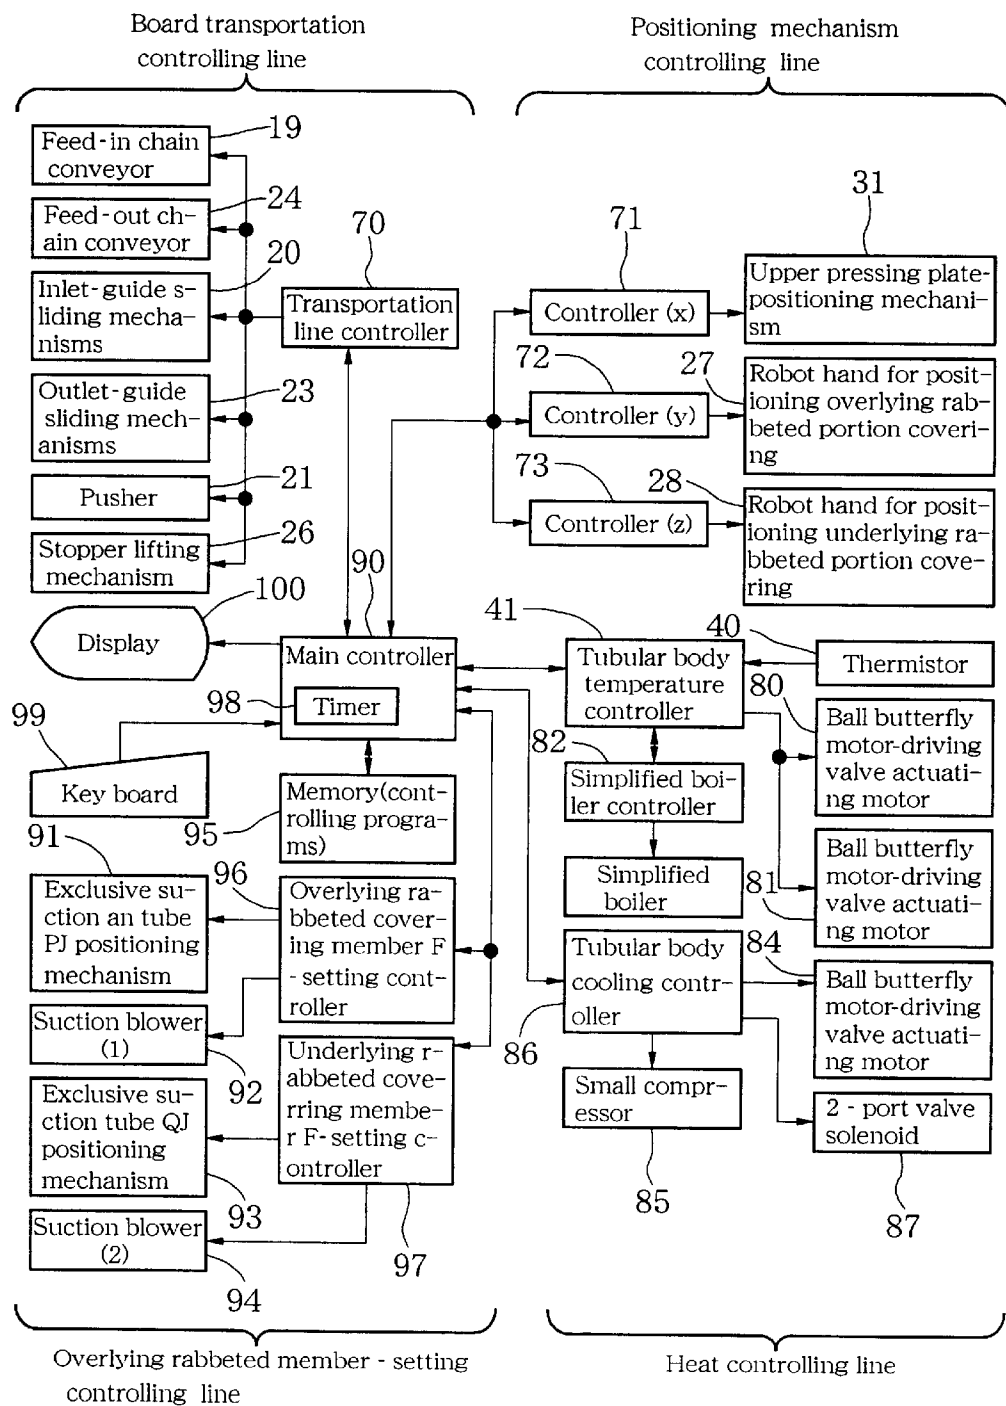 Board transportation
controlling line
Positioning mechanism
controlling line
19
Feed-in chain
conveyor
24
Feed-out ch-
ain conveyor
20
Inlet-guide s-
liding mecha-
nisms
23
Outlet-guide
sliding mech-
anisms
21
Pusher
26
Stopper lifting
mechanism
100
Display
70
Transportation
line controller
71
Controller (x)
72
Controller (y)
73
Controller (z)
31
Upper pressing plate-
positioning mechani-
sm
27
Robot hand for posit-
ioning overlying rab-
beted portion coveri-
ng
28
Robot hand for posit-
ioning underlying ra-
bbeted portion cove-
ring
90
Main controller
98
Timer
99
Key board
95
Memory(contr-
olling progra-
ms)
41
Tubular body
temperature
controller
40
Thermistor
80
Ball butterfly
motor-driving
valve actuati-
ng motor
82
Simplified boi-
ler controller
Simplified
boiler
81
Ball butterfly
motor-driving
valve actuati-
ng motor
91
Exclusive suc-
tion an tube
PJ positioning
mechanism
96
Overlying ra-
bbeted cover-
ing member F
-setting contr-
oller
Suction blower
(1)
92
Exclusive suc-
tion tube QJ
positioning
mechanism
93
Suction blower
(2)
94
Underlying r-
abbeted cove-
rring membe-
r F-setting c-
ontroller
97
Tubular body
cooling contr-
oller
86
84
Ball butterfly
motor-driving
valve actuati-
ng motor
Small compr-
essor
85
2 - port valve
solenoid
87
Overlying rabbeted member - setting
controlling line
Heat controlling line